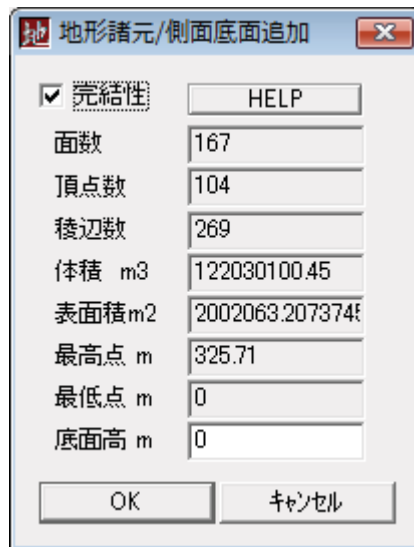 地 地形諸元/側面底面追加
完結性 HELP
面数 167
頂点数 104
稜辺数 269
体積 m3 122030100.45
表面積m2 2002063.2073745
最高点 m 325.71
最低点 m 0
底面高 m 0
OK キャンセル